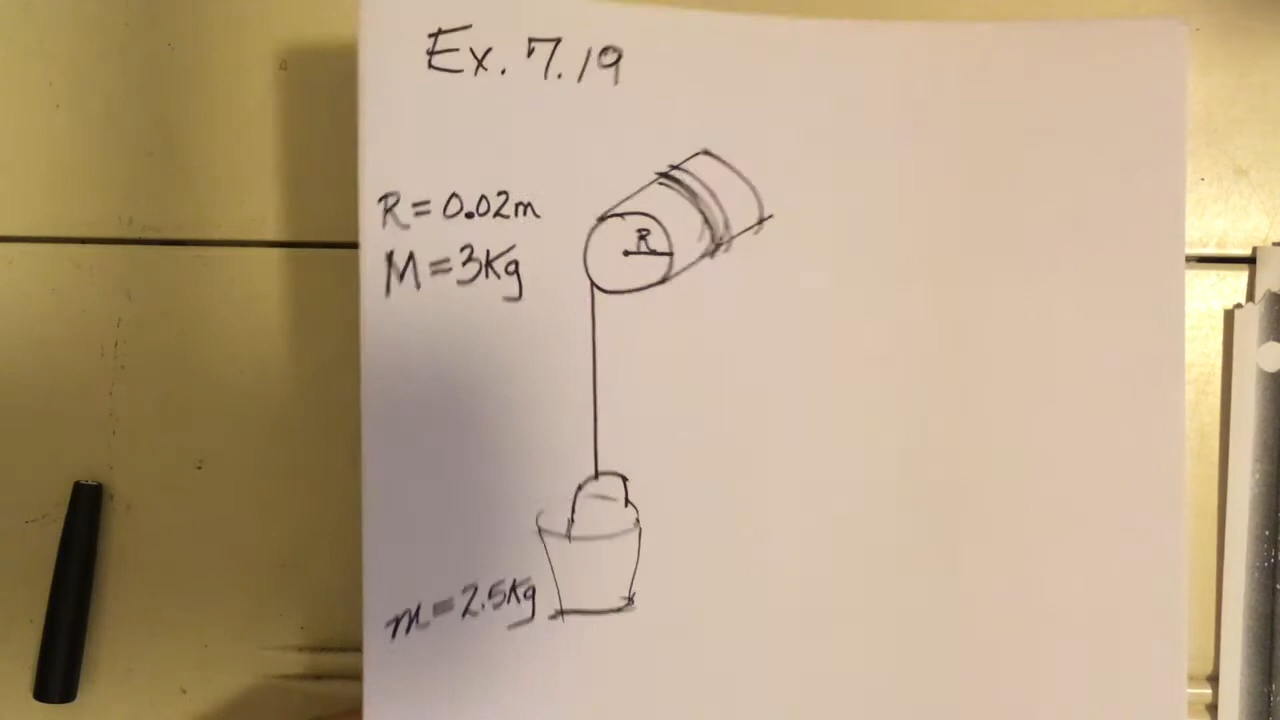 Ex. 7.19
R = 0.02m
M = 3Kg
R
m = 2.5Kg